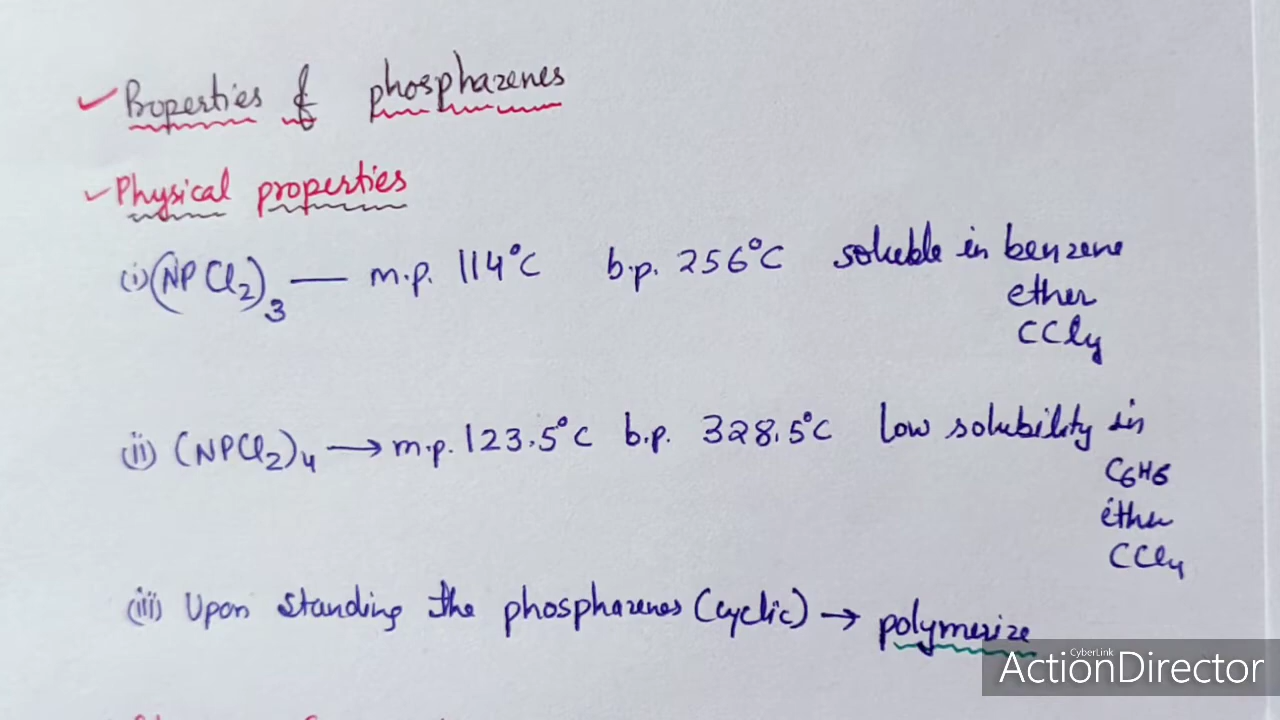 Properties of phosphazenes
Physical properties
(i) (NPCl₂)₃ — m.p. 114°C b.p. 256°C soluble in benzene
ether
CCl₄
(ii) (NPCl₂)₄ → m.p. 123.5°C b.p. 328.5°C low solubility in
C₆H₆
ether
CCl₄
(iii) Upon standing the phosphazenes (cyclic) → polymerize
CyberLink
ActionDirector